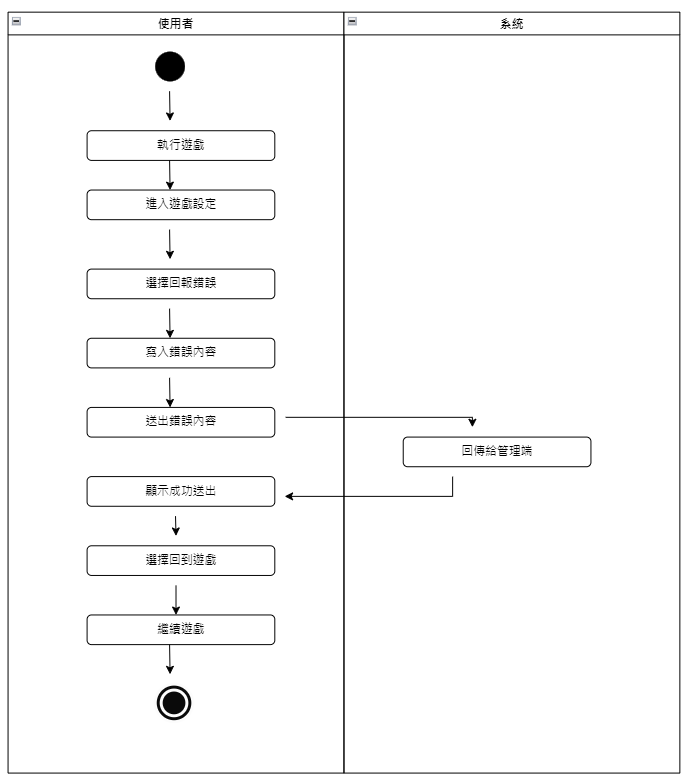 使用者
系統
執行遊戲
進入遊戲設定
選擇回報錯誤
寫入錯誤內容
送出錯誤內容
回傳給管理端
顯示成功送出
選擇回到遊戲
繼續遊戲